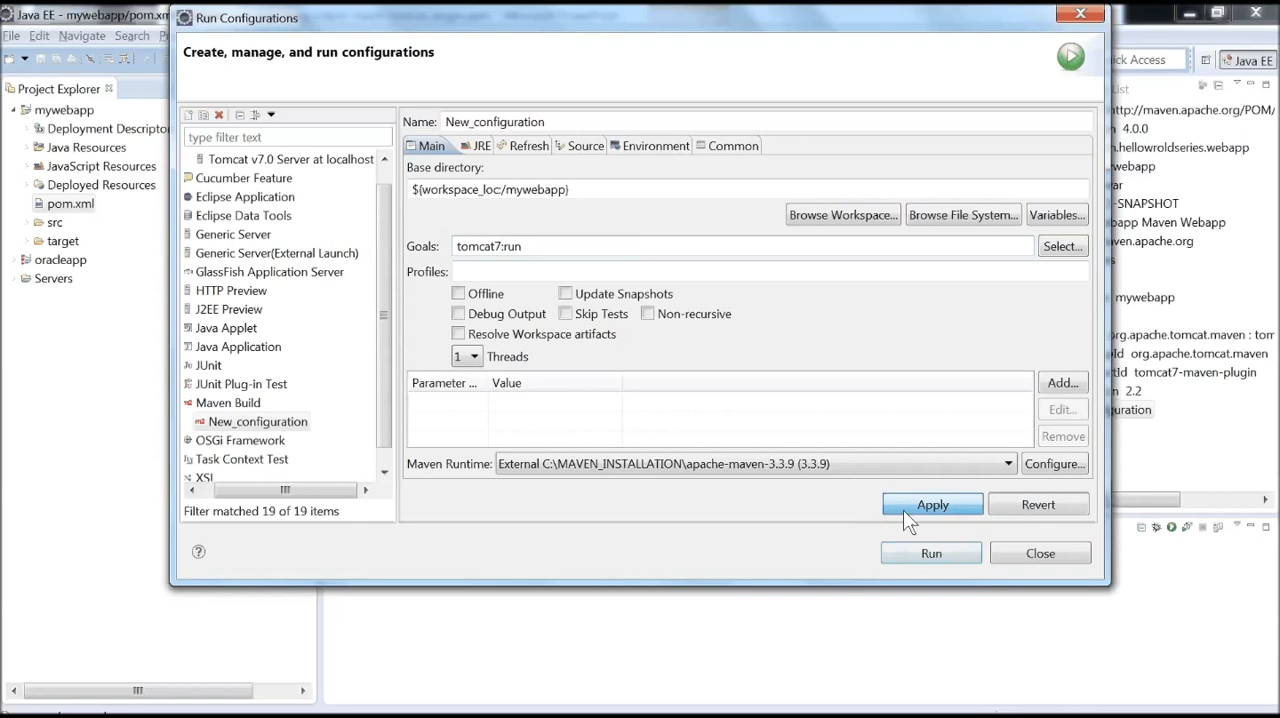 Java EE - mywebapp/pom.xm
Run Configurations
File Edit Navigate Search P
Create, manage, and run configurations
ck Access
Java EE
Project Explorer
List
mywebapp
Deployment Descripto
Java Resources
JavaScript Resources
Deployed Resources
pom.xml
src
target
oracleapp
Servers
type filter text
Tomcat v7.0 Server at localhost
Cucumber Feature
Eclipse Application
Eclipse Data Tools
Generic Server
Generic Server(External Launch)
GlassFish Application Server
HTTP Preview
J2EE Preview
Java Applet
Java Application
JUnit
JUnit Plug-in Test
Maven Build
m2 New_configuration
OSGi Framework
Task Context Test
XSL
Filter matched 19 of 19 items
Name: New_configuration
Main JRE Refresh Source Environment Common
Base directory:
${workspace_loc:/mywebapp}
Browse Workspace... Browse File System... Variables...
Goals: tomcat7:run Select...
Profiles:
Offline Update Snapshots
Debug Output Skip Tests Non-recursive
Resolve Workspace artifacts
1 Threads
Parameter ... Value
Add...
Edit...
Remove
Maven Runtime: External C:\MAVEN_INSTALLATION\apache-maven-3.3.9 (3.3.9) Configure...
Apply Revert
Run Close
http://maven.apache.org/POM/
4.0.0
n.hellowroldseries.webapp
ywebapp
ar
-SNAPSHOT
app Maven Webapp
aven.apache.org
s
mywebapp
org.apache.tomcat.maven : tom
Id org.apache.tomcat.maven
tId tomcat7-maven-plugin
n 2.2
uration